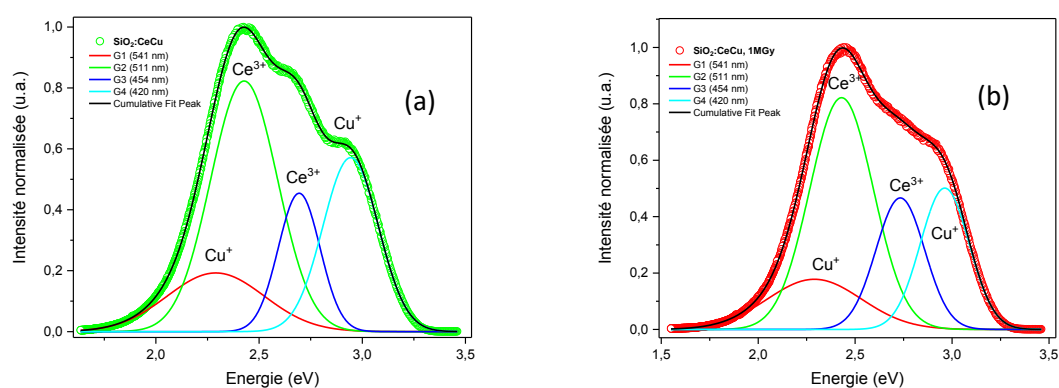 SiO₂:CeCu
G1 (541 nm)
G2 (511 nm)
G3 (454 nm)
G4 (420 nm)
Cumulative Fit Peak
(a)
Ce³⁺
Cu⁺
Ce³⁺
Cu⁺
1,0
0,8
0,6
0,4
0,2
0,0
2,0 2,5 3,0 3,5
Intensité normalisée (u.a.)
Energie (eV)
SiO₂:CeCu, 1MGy
G1 (541 nm)
G2 (511 nm)
G3 (454 nm)
G4 (420 nm)
Cumulative Fit Peak
(b)
Ce³⁺
Ce³⁺
Cu⁺
Cu⁺
1,0
0,8
0,6
0,4
0,2
0,0
1,5 2,0 2,5 3,0 3,5
Intensité normalisée (u.a.)
Energie (eV)